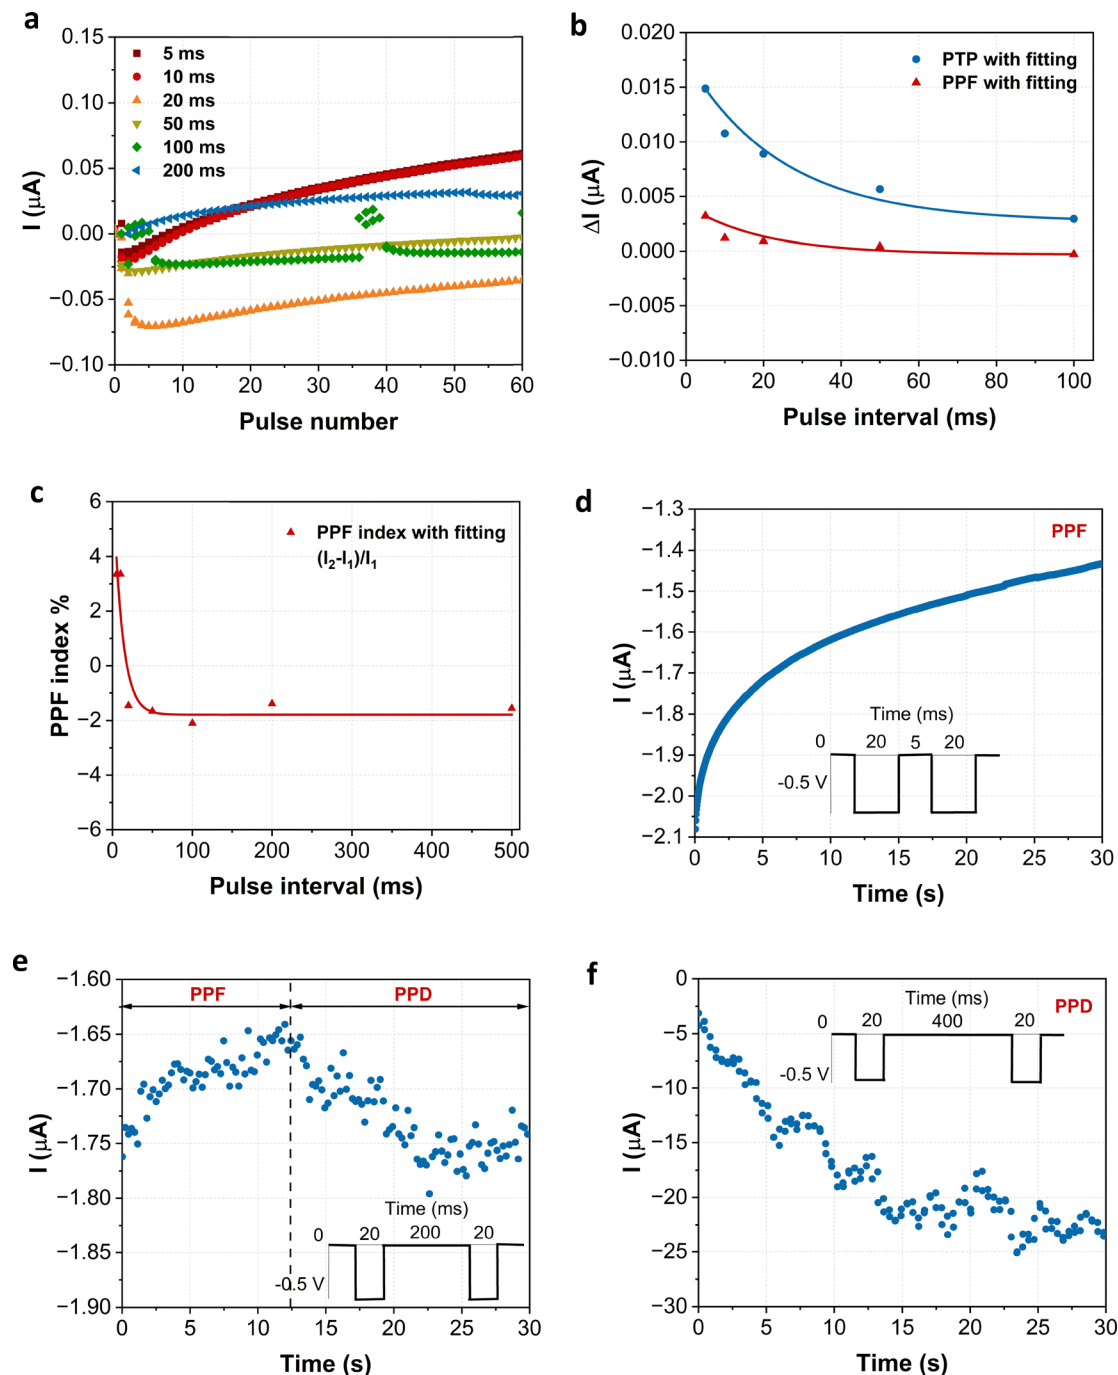 a
0.15
0.10
0.05
0.00
−0.05
−0.10
I (μA)
5 ms
10 ms
20 ms
50 ms
100 ms
200 ms
0 10 20 30 40 50 60
Pulse number
b
0.020
0.015
0.010
0.005
0.000
−0.005
−0.010
ΔI (μA)
PTP with fitting
PPF with fitting
0 20 40 60 80 100
Pulse interval (ms)
c
6
4
2
0
−2
−4
−6
PPF index %
PPF index with fitting
(I2-I1)/I1
0 100 200 300 400 500
Pulse interval (ms)
d
−1.3
−1.4
−1.5
−1.6
−1.7
−1.8
−1.9
−2.0
−2.1
I (μA)
PPF
Time (ms)
0 20 5 20
-0.5 V
0 5 10 15 20 25 30
Time (s)
e
−1.60
−1.65
−1.70
−1.75
−1.80
−1.85
−1.90
I (μA)
PPF PPD
Time (ms)
0 20 200 20
-0.5 V
0 5 10 15 20 25 30
Time (s)
f
0
−5
−10
−15
−20
−25
−30
I (μA)
Time (ms)
PPD
0 20 400 20
-0.5 V
0 5 10 15 20 25 30
Time (s)